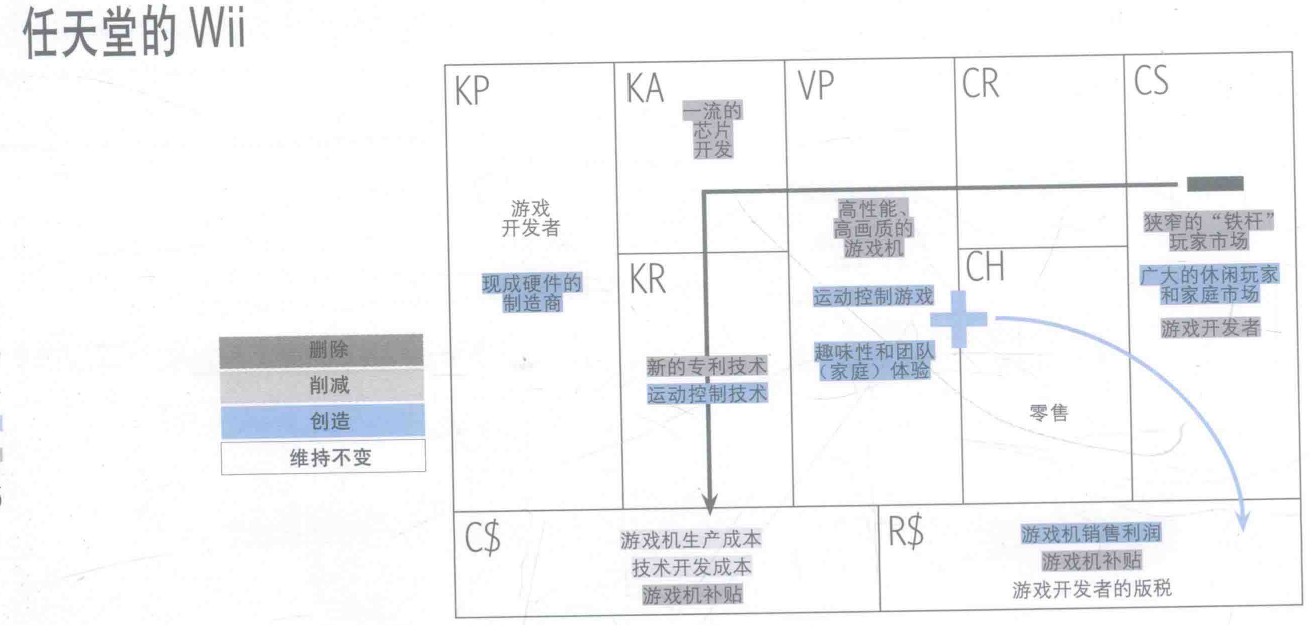 任天堂的 Wii
删除
削减
创造
维持不变
KP
游戏
开发者
现成硬件的
制造商
KA
一流的
芯片
开发
KR
新的专利技术
运动控制技术
VP
高性能、
高画质的
游戏机
运动控制游戏
趣味性和团队
（家庭）体验
CR
CH
零售
CS
狭窄的“铁杆”
玩家市场
广大的休闲玩家
和家庭市场
游戏开发者
C$
游戏机生产成本
技术开发成本
游戏机补贴
R$
游戏机销售利润
游戏机补贴
游戏开发者的版税